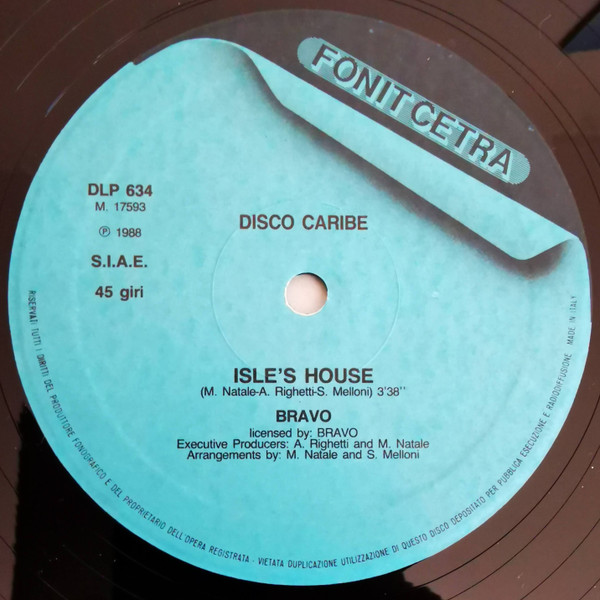 FONIT CETRA
DLP 634
M. 17593
℗ 1988
S.I.A.E.
45 giri
DISCO CARIBE
ISLE'S HOUSE
(M. Natale-A. Righetti-S. Melloni) 3'38''
BRAVO
licensed by: BRAVO
Executive Producers: A. Righetti and M. Natale
Arrangements by: M. Natale and S. Melloni
RISERVATI TUTTI I DIRITTI DEL PRODUTTORE FONOGRAFICO E DEL PROPRIETARIO DELL'OPERA REGISTRATA - VIETATA DUPLICAZIONE UTILIZZAZIONE DI QUESTO DISCO DEPOSITATO PER PUBBLICA ESECUZIONE E RADIODIFFUSIONE MADE IN ITALY